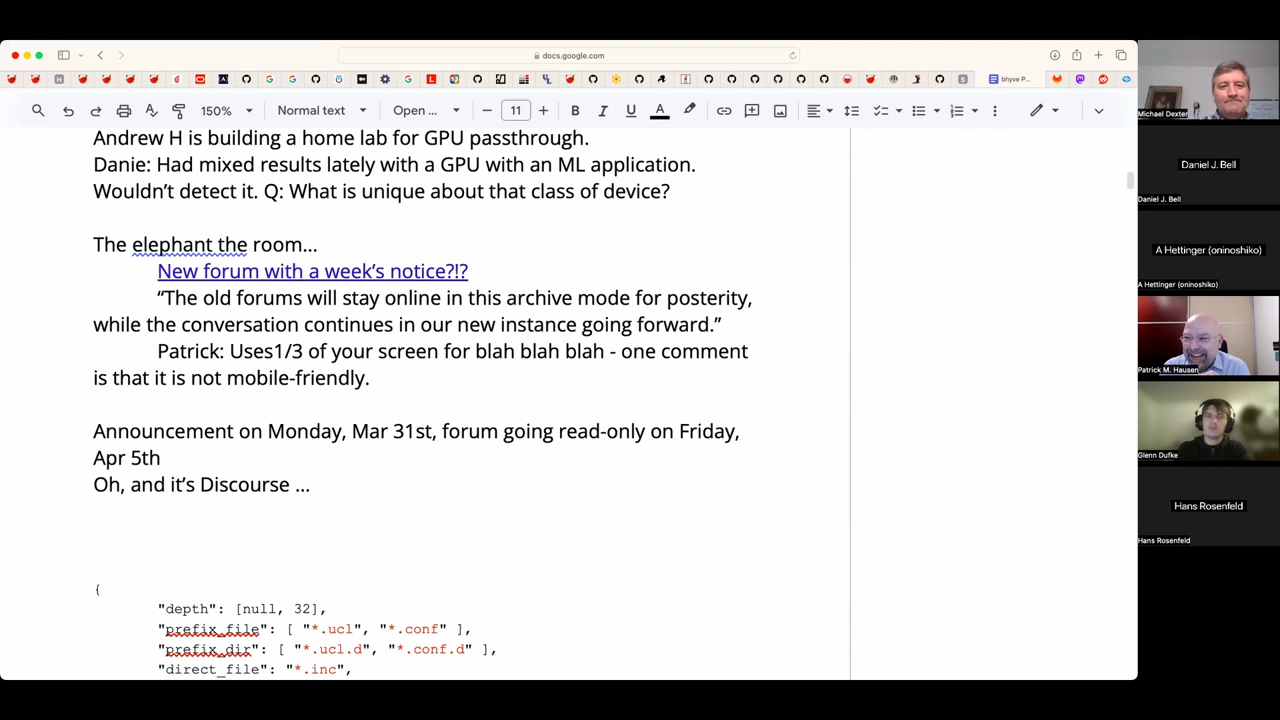 docs.google.com
bhyve P...
150%
Normal text
Open ...
11
Andrew H is building a home lab for GPU passthrough.
Danie: Had mixed results lately with a GPU with an ML application.
Wouldn’t detect it. Q: What is unique about that class of device?
The elephant the room...
New forum with a week’s notice?!?
“The old forums will stay online in this archive mode for posterity,
while the conversation continues in our new instance going forward.”
Patrick: Uses1/3 of your screen for blah blah blah - one comment
is that it is not mobile-friendly.
Announcement on Monday, Mar 31st, forum going read-only on Friday,
Apr 5th
Oh, and it’s Discourse ...
{
"depth": [null, 32],
"prefix_file": [ "*.ucl", "*.conf" ],
"prefix_dir": [ "*.ucl.d", "*.conf.d" ],
"direct_file": "*.inc",
Michael Dexter
Daniel J. Bell
Daniel J. Bell
A Hettinger (oninoshiko)
A Hettinger (oninoshiko)
Patrick M. Hausen
Glenn Dufke
Hans Rosenfeld
Hans Rosenfeld